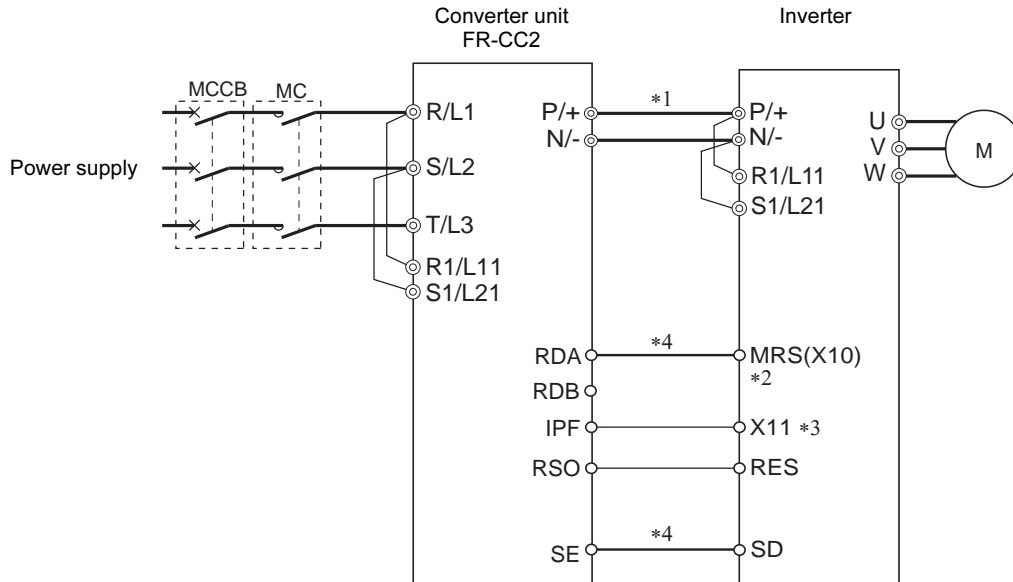 Converter unit
FR-CC2
Inverter
MCCB
MC
R/L1
P/+
*1
P/+
N/-
N/-
U
V
M
W
Power supply
S/L2
R1/L11
S1/L21
T/L3
R1/L11
S1/L21
RDA
*4
MRS(X10)
*2
RDB
IPF
X11 *3
RSO
RES
SE
*4
SD